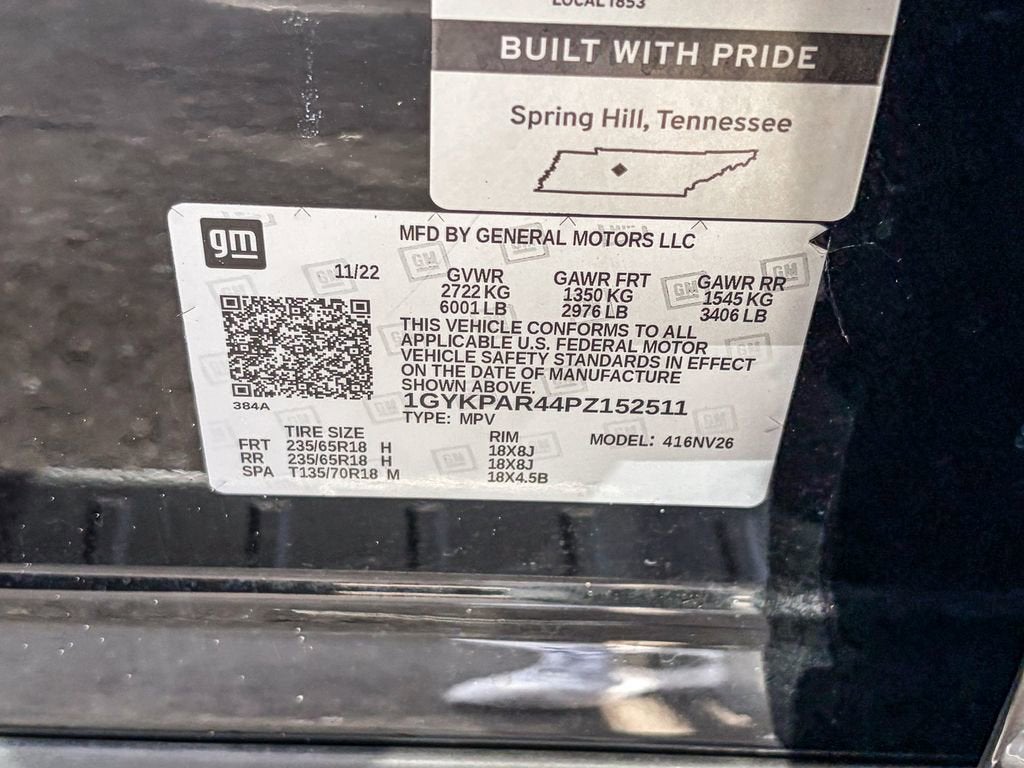 LOCAL 1853
BUILT WITH PRIDE
Spring Hill, Tennessee
gm
MFD BY GENERAL MOTORS LLC
11/22
GVWR GAWR FRT GAWR RR
2722 KG 1350 KG 1545 KG
6001 LB 2976 LB 3406 LB
THIS VEHICLE CONFORMS TO ALL
APPLICABLE U.S. FEDERAL MOTOR
VEHICLE SAFETY STANDARDS IN EFFECT
ON THE DATE OF MANUFACTURE
SHOWN ABOVE.
384A
1GYKPAR44PZ152511
TYPE: MPV
TIRE SIZE RIM MODEL: 416NV26
FRT 235/65R18 H 18X8J
RR 235/65R18 H 18X8J
SPA T135/70R18 M 18X4.5B